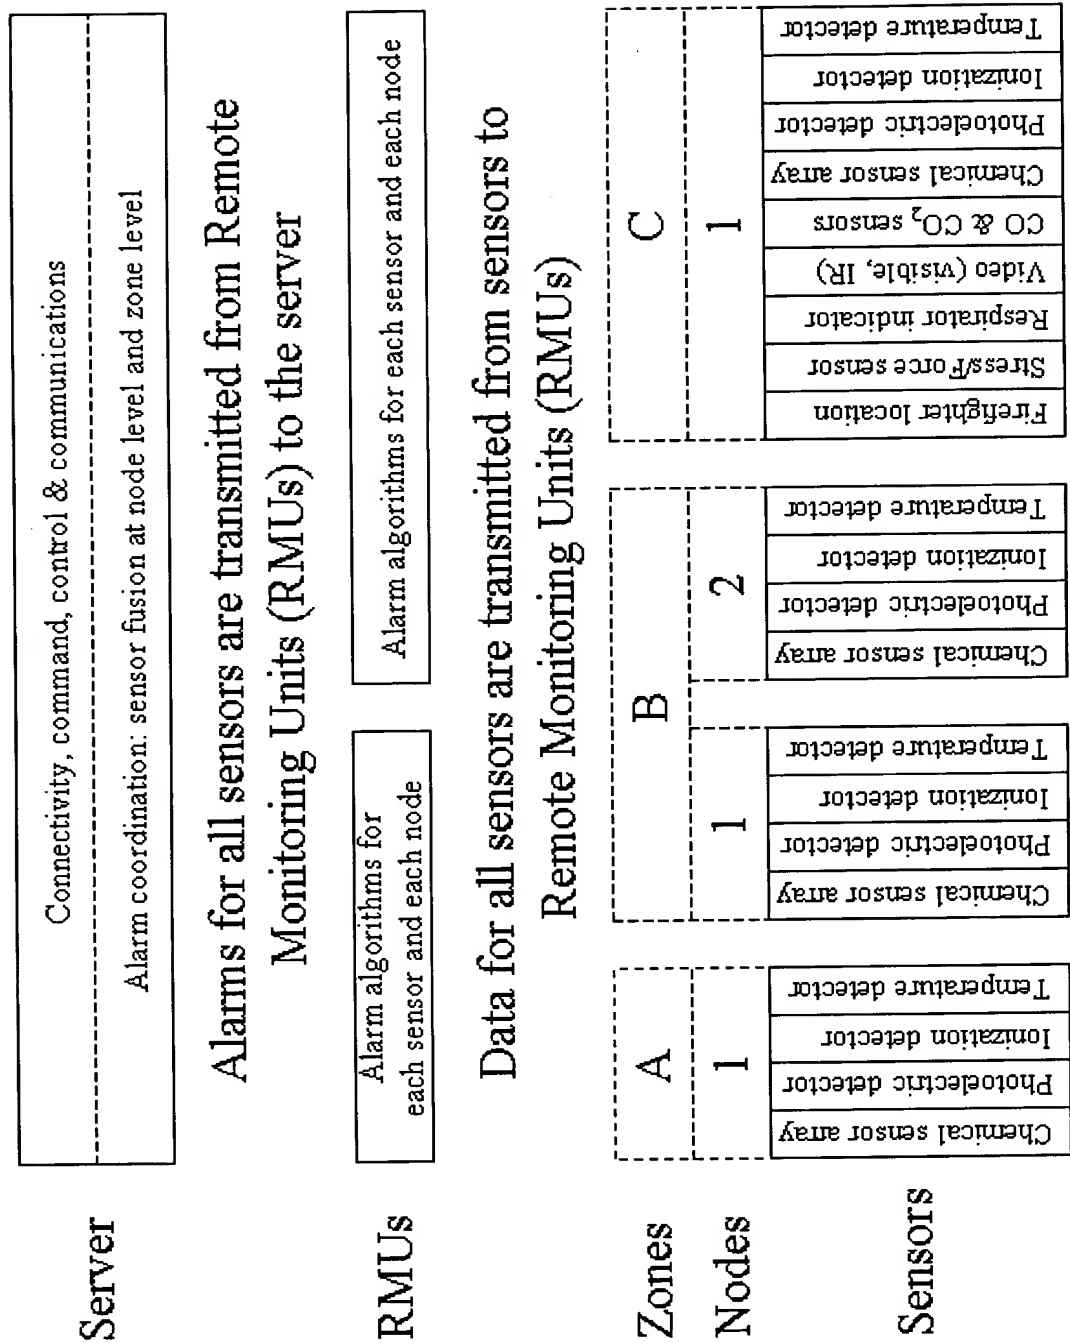 Server
Connectivity, command, control & communications
Alarm coordination: sensor fusion at node level and zone level
Alarms for all sensors are transmitted from Remote
Monitoring Units (RMUs) to the server
RMUs
Alarm algorithms for
each sensor and each node
Alarm algorithms for each sensor and each node
Data for all sensors are transmitted from sensors to
Remote Monitoring Units (RMUs)
Zones
A
B
C
Nodes
1
1
2
1
Sensors
Chemical sensor array
Photoelectric detector
Ionization detector
Temperature detector
Chemical sensor array
Photoelectric detector
Ionization detector
Temperature detector
Chemical sensor array
Photoelectric detector
Ionization detector
Temperature detector
Firefighter location
Stress/Force sensor
Respirator indicator
Video (visible, IR)
CO & CO₂ sensors
Chemical sensor array
Photoelectric detector
Ionization detector
Temperature detector